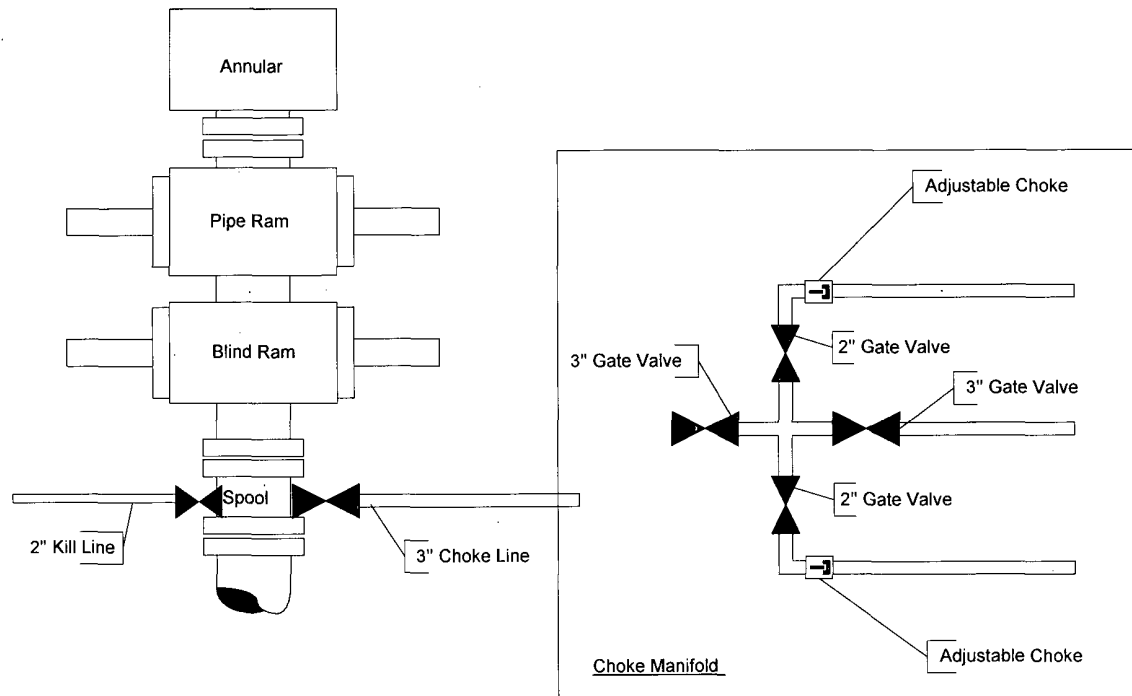 Annular
Pipe Ram
Blind Ram
Spool
2" Kill Line
3" Choke Line
Adjustable Choke
2" Gate Valve
3" Gate Valve
3" Gate Valve
2" Gate Valve
Adjustable Choke
Choke Manifold